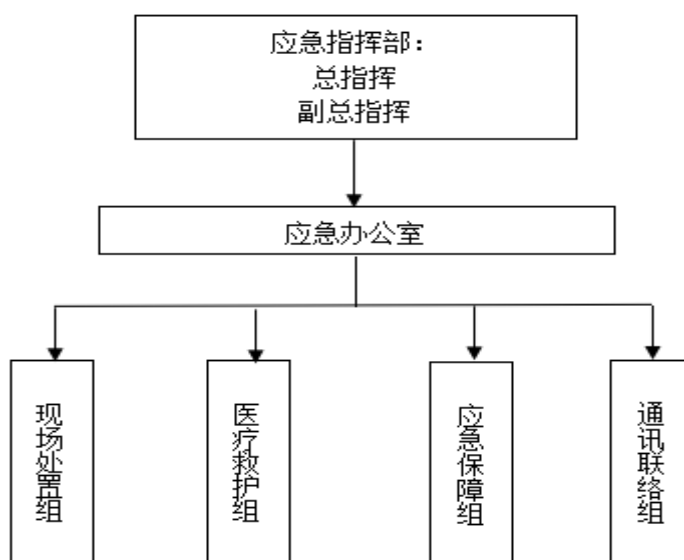 应急指挥部：
总指挥
副总指挥
应急办公室
现场处置组
医疗救护组
应急保障组
通讯联络组